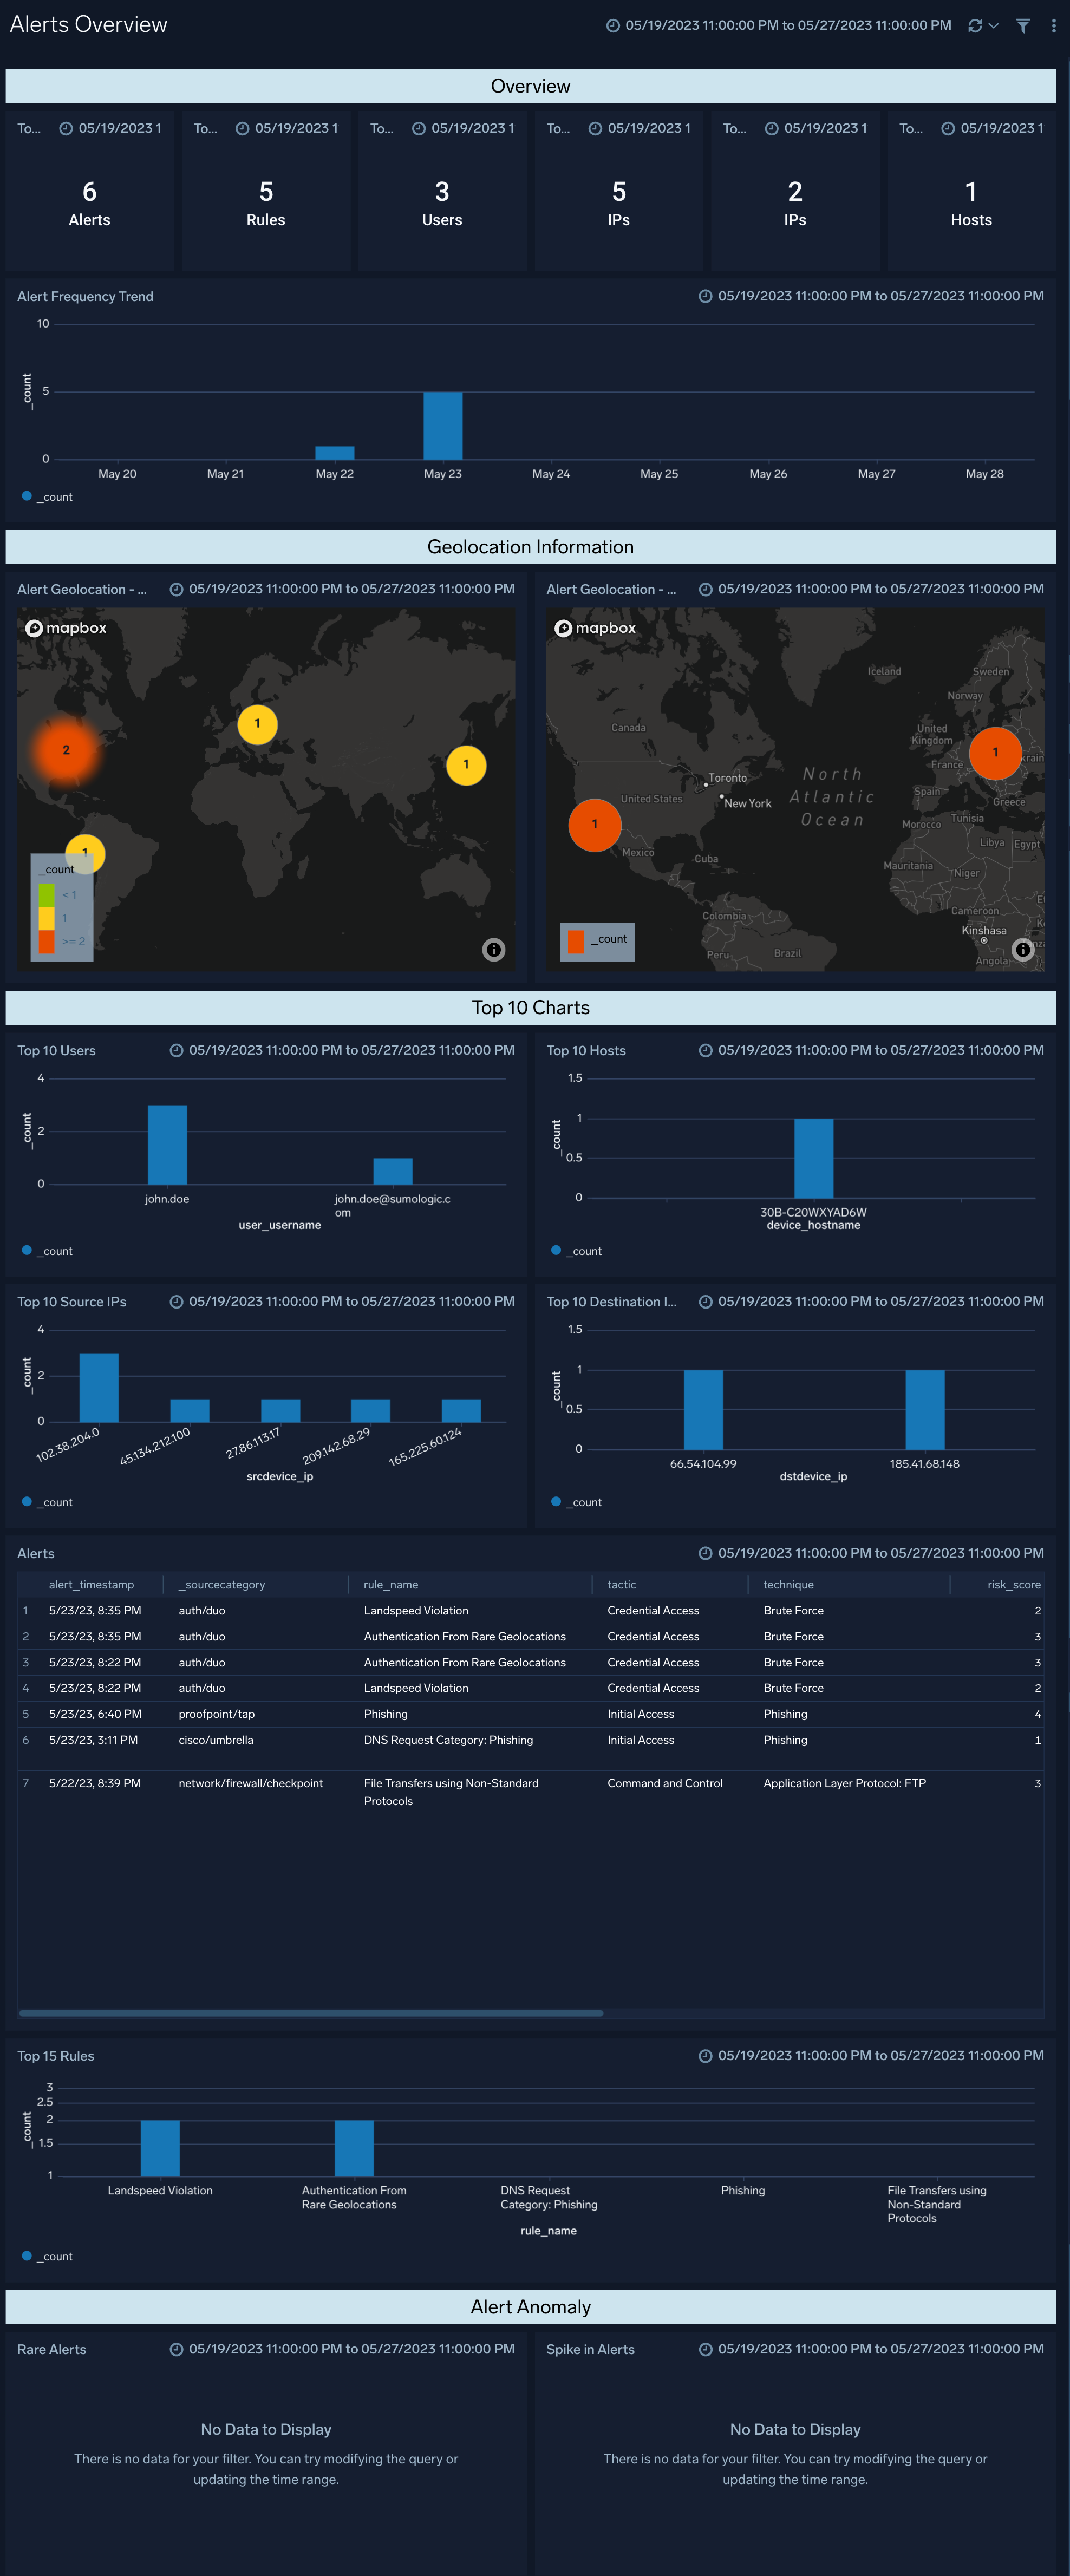 Alerts Overview
05/19/2023 11:00:00 PM to 05/27/2023 11:00:00 PM
Overview
To... 05/19/2023 1
To... 05/19/2023 1
To... 05/19/2023 1
To... 05/19/2023 1
To... 05/19/2023 1
To... 05/19/2023 1
6
Alerts
5
Rules
3
Users
5
IPs
2
IPs
1
Hosts
Alert Frequency Trend
05/19/2023 11:00:00 PM to 05/27/2023 11:00:00 PM
10
5
0
_count
May 20 May 21 May 22 May 23 May 24 May 25 May 26 May 27 May 28
_count
Geolocation Information
Alert Geolocation - ... 05/19/2023 11:00:00 PM to 05/27/2023 11:00:00 PM
mapbox
1
2
1
1
_count
< 1
1
>= 2
Alert Geolocation - ... 05/19/2023 11:00:00 PM to 05/27/2023 11:00:00 PM
mapbox
Iceland
Sweden
Norway
Canada
United
Kingdom
1
France
krain
Toronto
North
Atlantic
Ocean
United States
New York
Spain
Greece
1
Morocco
Tunisia
Mexico
Cuba
Libya
Egypt
Mauritania
Niger
Colombia
Cameroon
Kinshasa
_count
Peru
Brazil
Angola
Top 10 Charts
Top 10 Users 05/19/2023 11:00:00 PM to 05/27/2023 11:00:00 PM
4
2
0
_count
john.doe
john.doe@sumologic.c
om
user_username
_count
Top 10 Hosts 05/19/2023 11:00:00 PM to 05/27/2023 11:00:00 PM
1.5
1
0.5
0
_count
30B-C20WXYAD6W
device_hostname
_count
Top 10 Source IPs 05/19/2023 11:00:00 PM to 05/27/2023 11:00:00 PM
4
2
0
_count
102.38.204.0 45.134.212.100 27.86.113.17 209.142.68.29 165.225.60.124
srcdevice_ip
_count
Top 10 Destination I... 05/19/2023 11:00:00 PM to 05/27/2023 11:00:00 PM
1.5
1
0.5
0
_count
66.54.104.99 185.41.68.148
dstdevice_ip
_count
Alerts 05/19/2023 11:00:00 PM to 05/27/2023 11:00:00 PM
alert_timestamp _sourcecategory rule_name tactic technique risk_score
1 5/23/23, 8:35 PM auth/duo Landspeed Violation Credential Access Brute Force 2
2 5/23/23, 8:35 PM auth/duo Authentication From Rare Geolocations Credential Access Brute Force 3
3 5/23/23, 8:22 PM auth/duo Authentication From Rare Geolocations Credential Access Brute Force 3
4 5/23/23, 8:22 PM auth/duo Landspeed Violation Credential Access Brute Force 2
5 5/23/23, 6:40 PM proofpoint/tap Phishing Initial Access Phishing 4
6 5/23/23, 3:11 PM cisco/umbrella DNS Request Category: Phishing Initial Access Phishing 1
7 5/22/23, 8:39 PM network/firewall/checkpoint File Transfers using Non-Standard Command and Control Application Layer Protocol: FTP 3
Protocols
Top 15 Rules 05/19/2023 11:00:00 PM to 05/27/2023 11:00:00 PM
3
2.5
2
1.5
1
_count
Landspeed Violation
Authentication From
Rare Geolocations
DNS Request
Category: Phishing
Phishing
File Transfers using
Non-Standard
Protocols
rule_name
_count
Alert Anomaly
Rare Alerts 05/19/2023 11:00:00 PM to 05/27/2023 11:00:00 PM
No Data to Display
There is no data for your filter. You can try modifying the query or
updating the time range.
Spike in Alerts 05/19/2023 11:00:00 PM to 05/27/2023 11:00:00 PM
No Data to Display
There is no data for your filter. You can try modifying the query or
updating the time range.